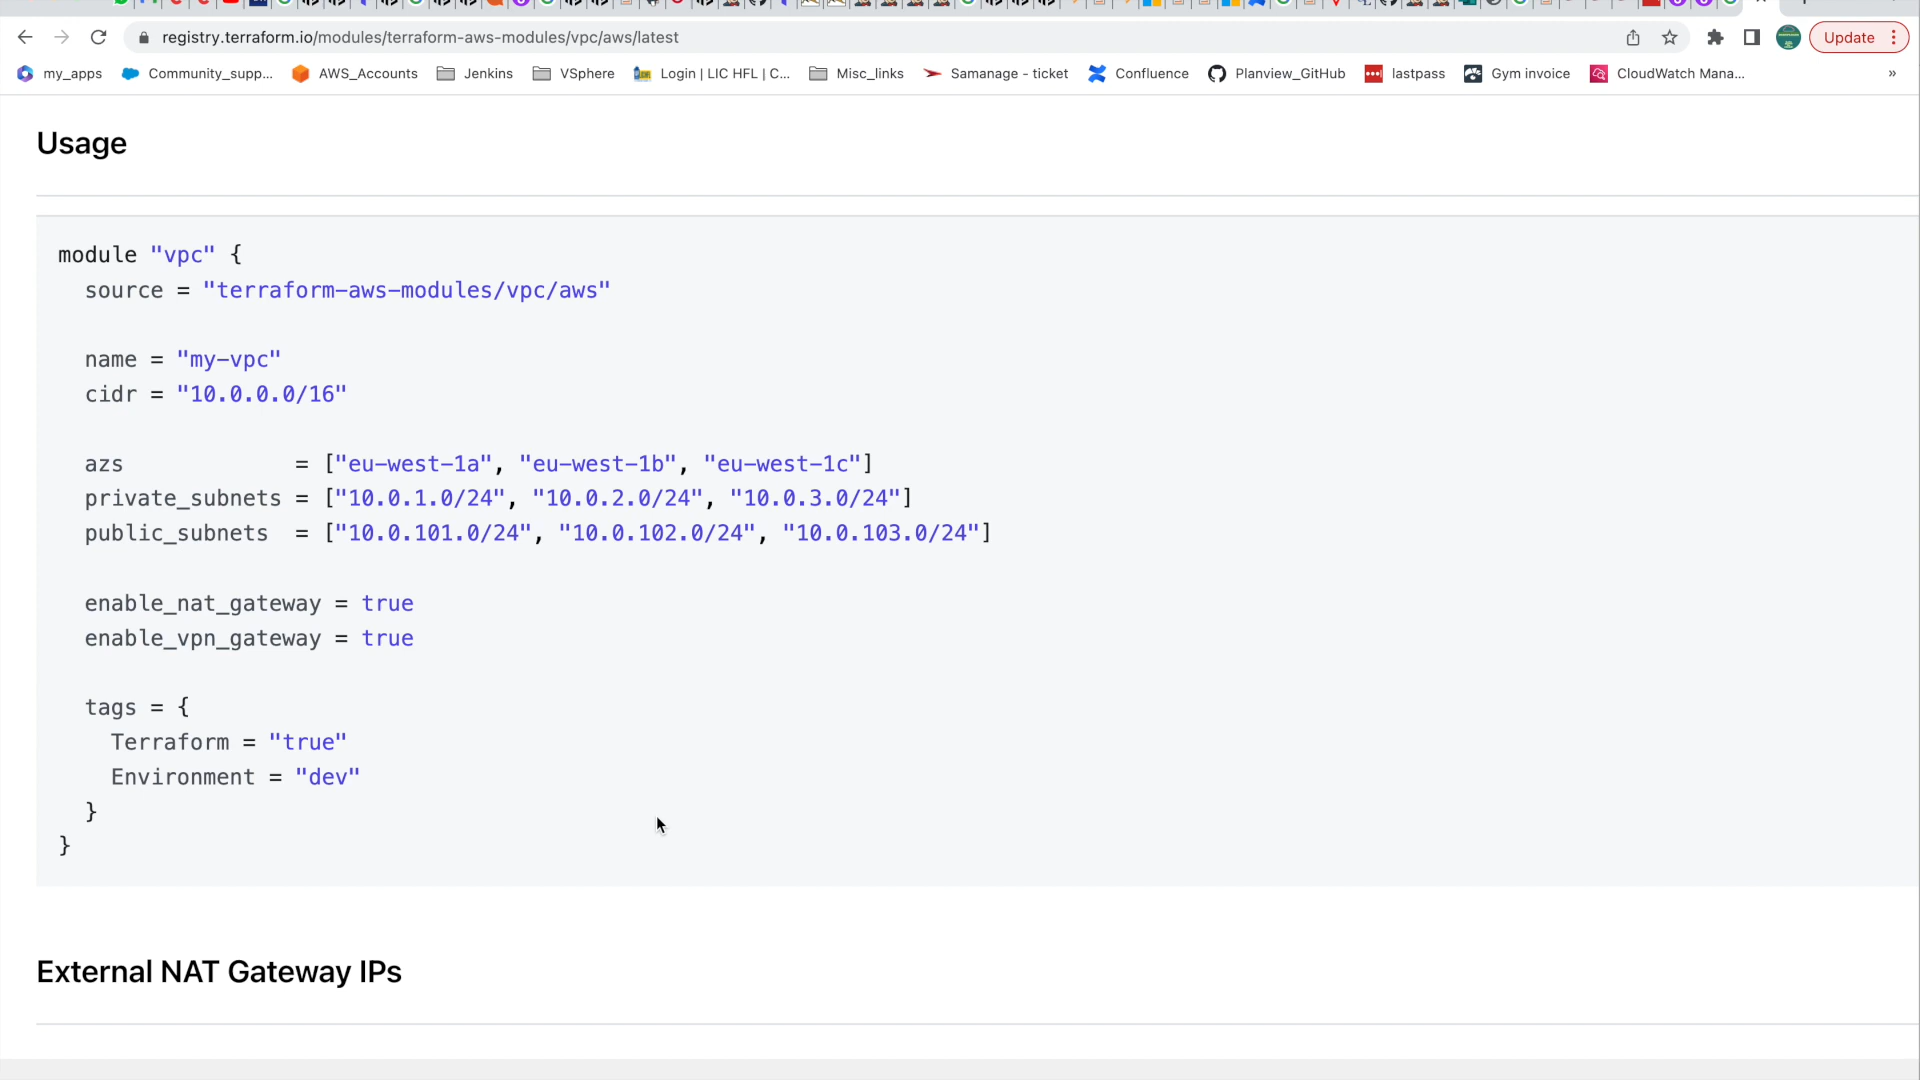 registry.terraform.io/modules/terraform-aws-modules/vpc/aws/latest
Update
my_apps
Community_supp...
AWS_Accounts
Jenkins
VSphere
Login | LIC HFL | C...
Misc_links
Samanage - ticket
Confluence
Planview_GitHub
lastpass
Gym invoice
CloudWatch Mana...
»
Usage
module "vpc" {
source = "terraform-aws-modules/vpc/aws"
name = "my-vpc"
cidr = "10.0.0.0/16"
azs = ["eu-west-1a", "eu-west-1b", "eu-west-1c"]
private_subnets = ["10.0.1.0/24", "10.0.2.0/24", "10.0.3.0/24"]
public_subnets = ["10.0.101.0/24", "10.0.102.0/24", "10.0.103.0/24"]
enable_nat_gateway = true
enable_vpn_gateway = true
tags = {
Terraform = "true"
Environment = "dev"
}
}
External NAT Gateway IPs